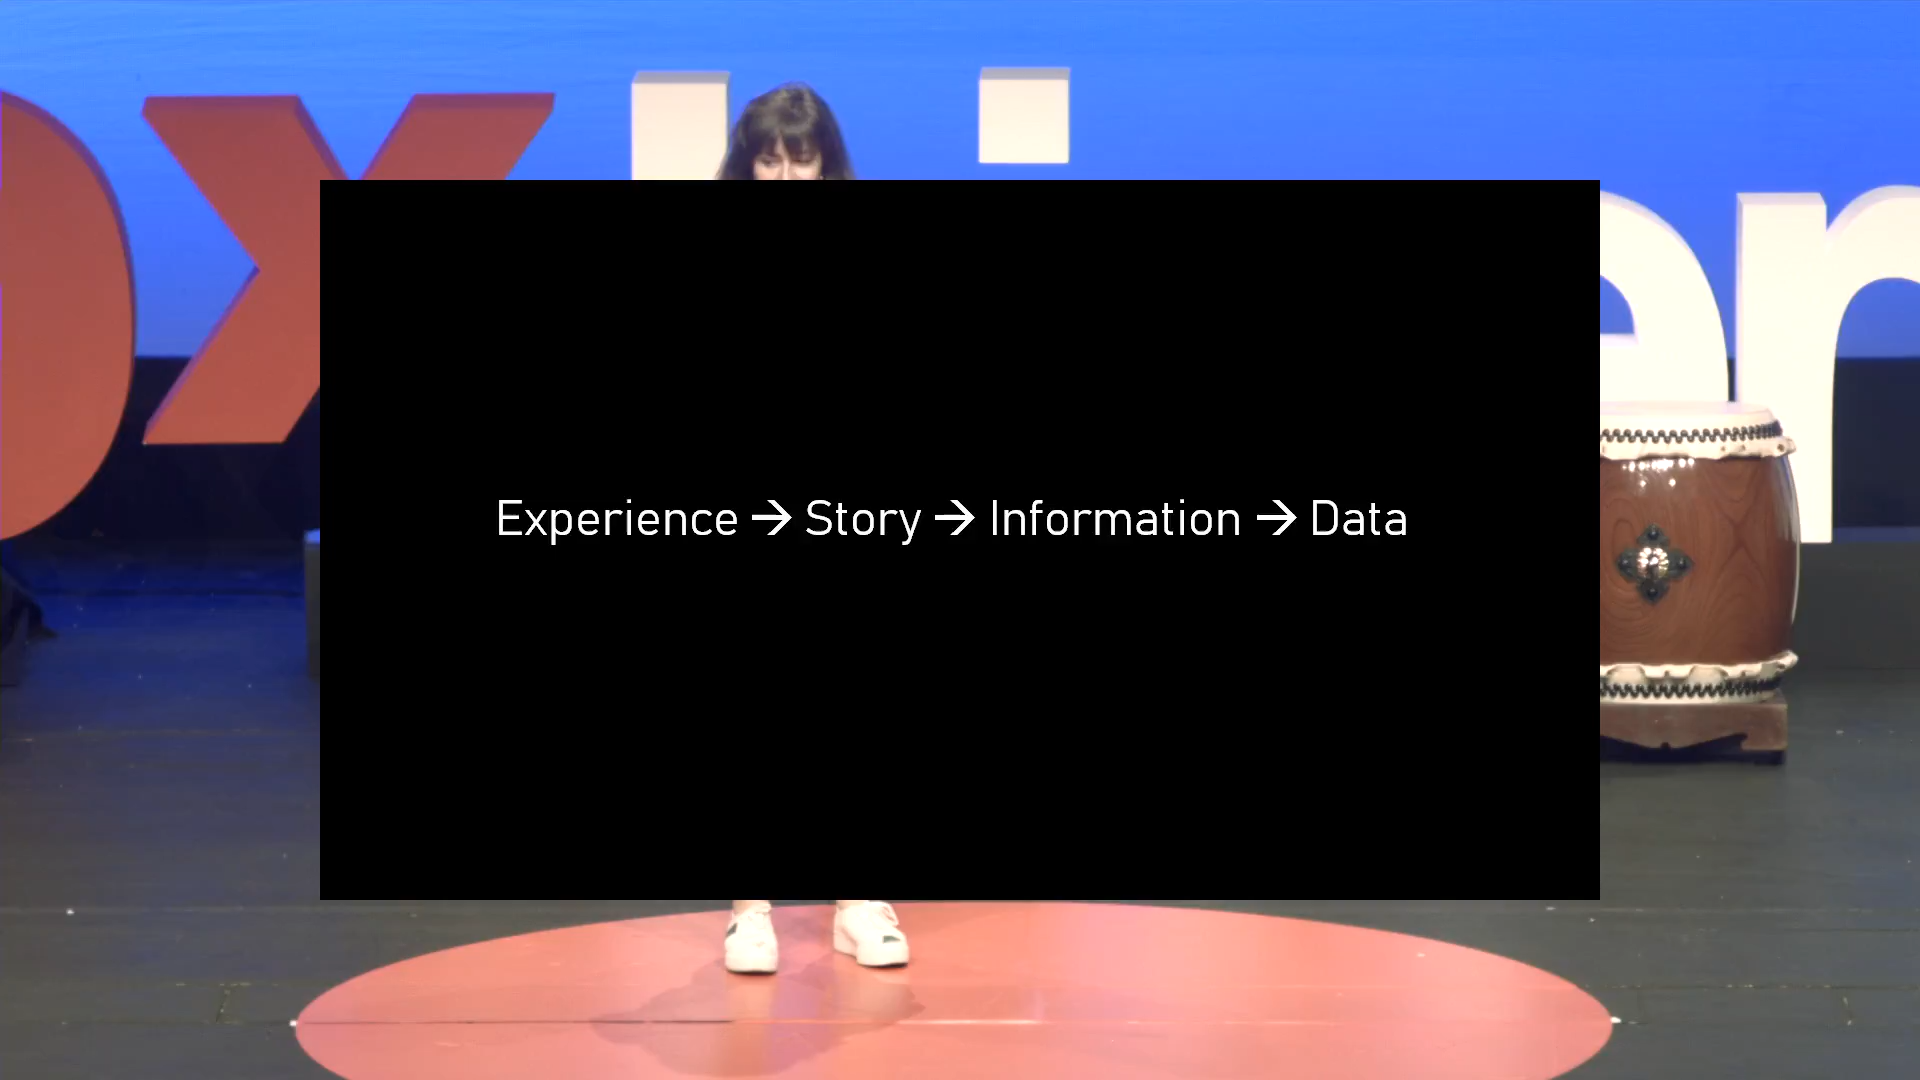 Experience → Story → Information → Data